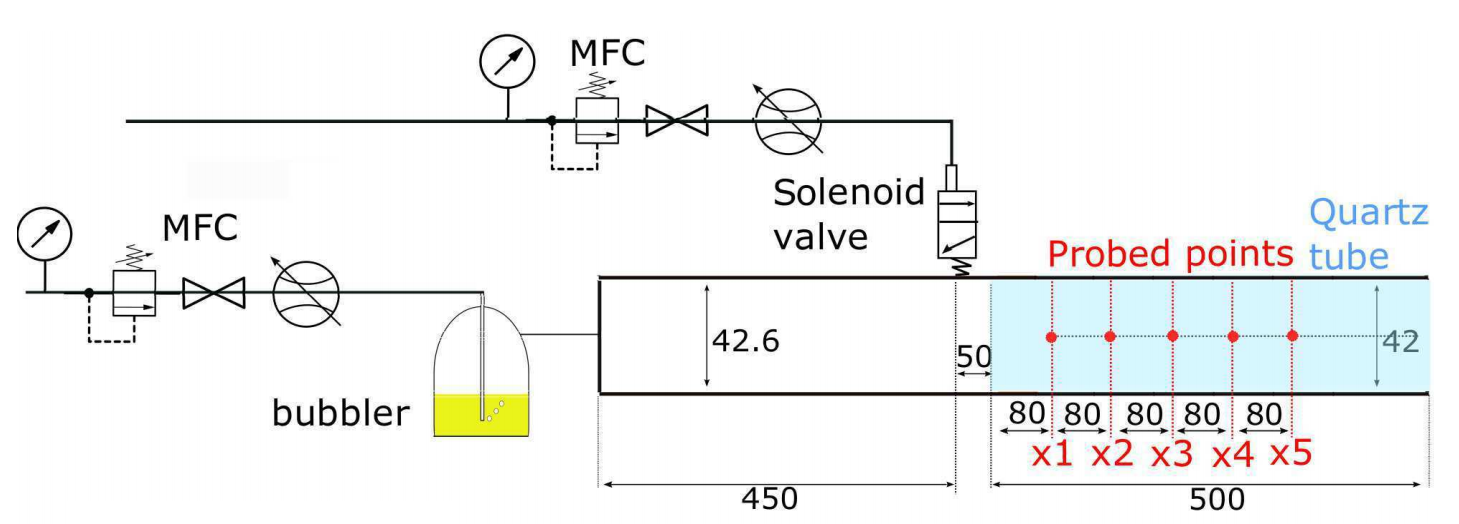 MFC
Solenoid
valve
MFC
Quartz
tube
Probed points
42.6
50
42
bubbler
80 80 80 80 80
x1 x2 x3 x4 x5
450
500